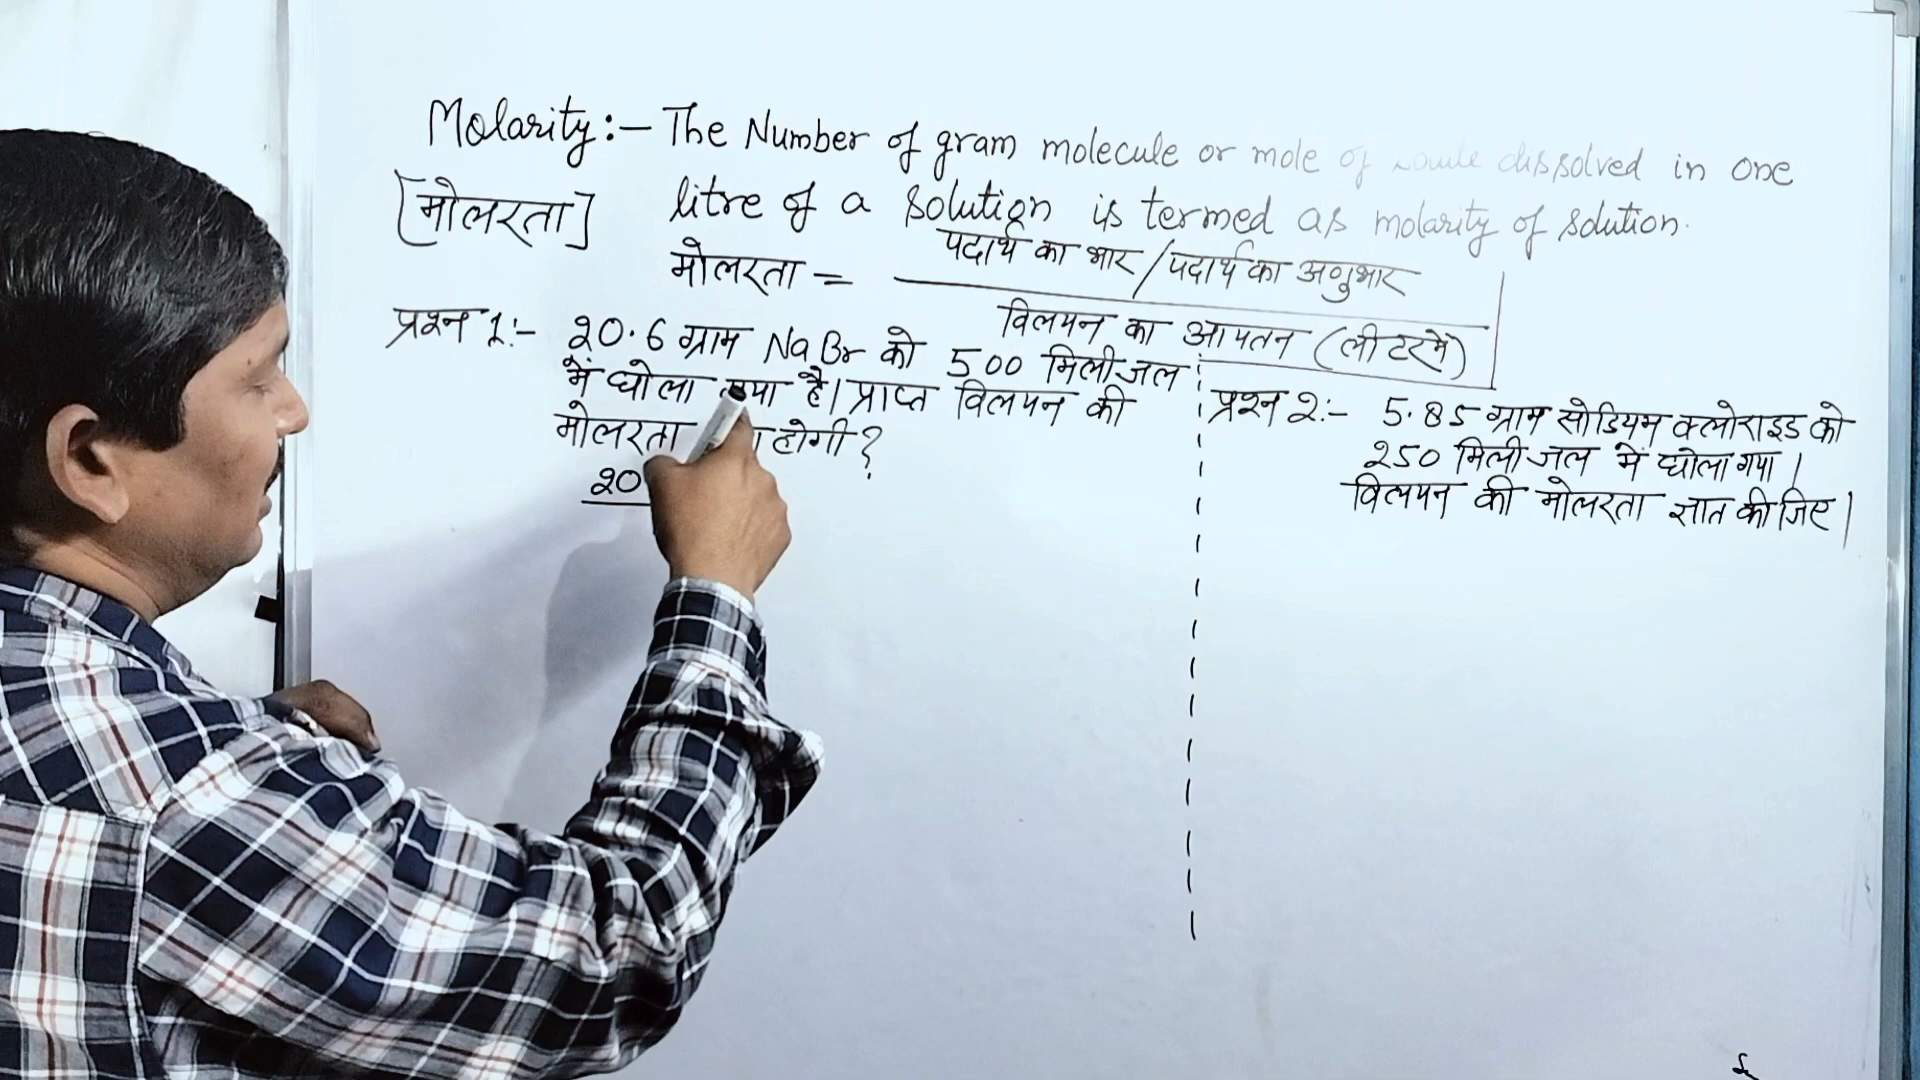 Molarity:- The Number of gram molecule or mole of dissolved in one
[मोलरता] litre of a solution is termed as molarity of solution.
मोलरता = पदार्थ का भार/पदार्थ का अणुभार
विलयन का आयतन (लीटर में)
प्रश्न 1:- 20.6 ग्राम NaBr को 500 मिली. जल
में घोला गया है। प्राप्त विलयन की
मोलरता होगी?
20
प्रश्न 2:- 5.85 ग्राम सोडियम क्लोराइड को
250 मिली. जल में घोला गया।
विलयन की मोलरता ज्ञात कीजिए।